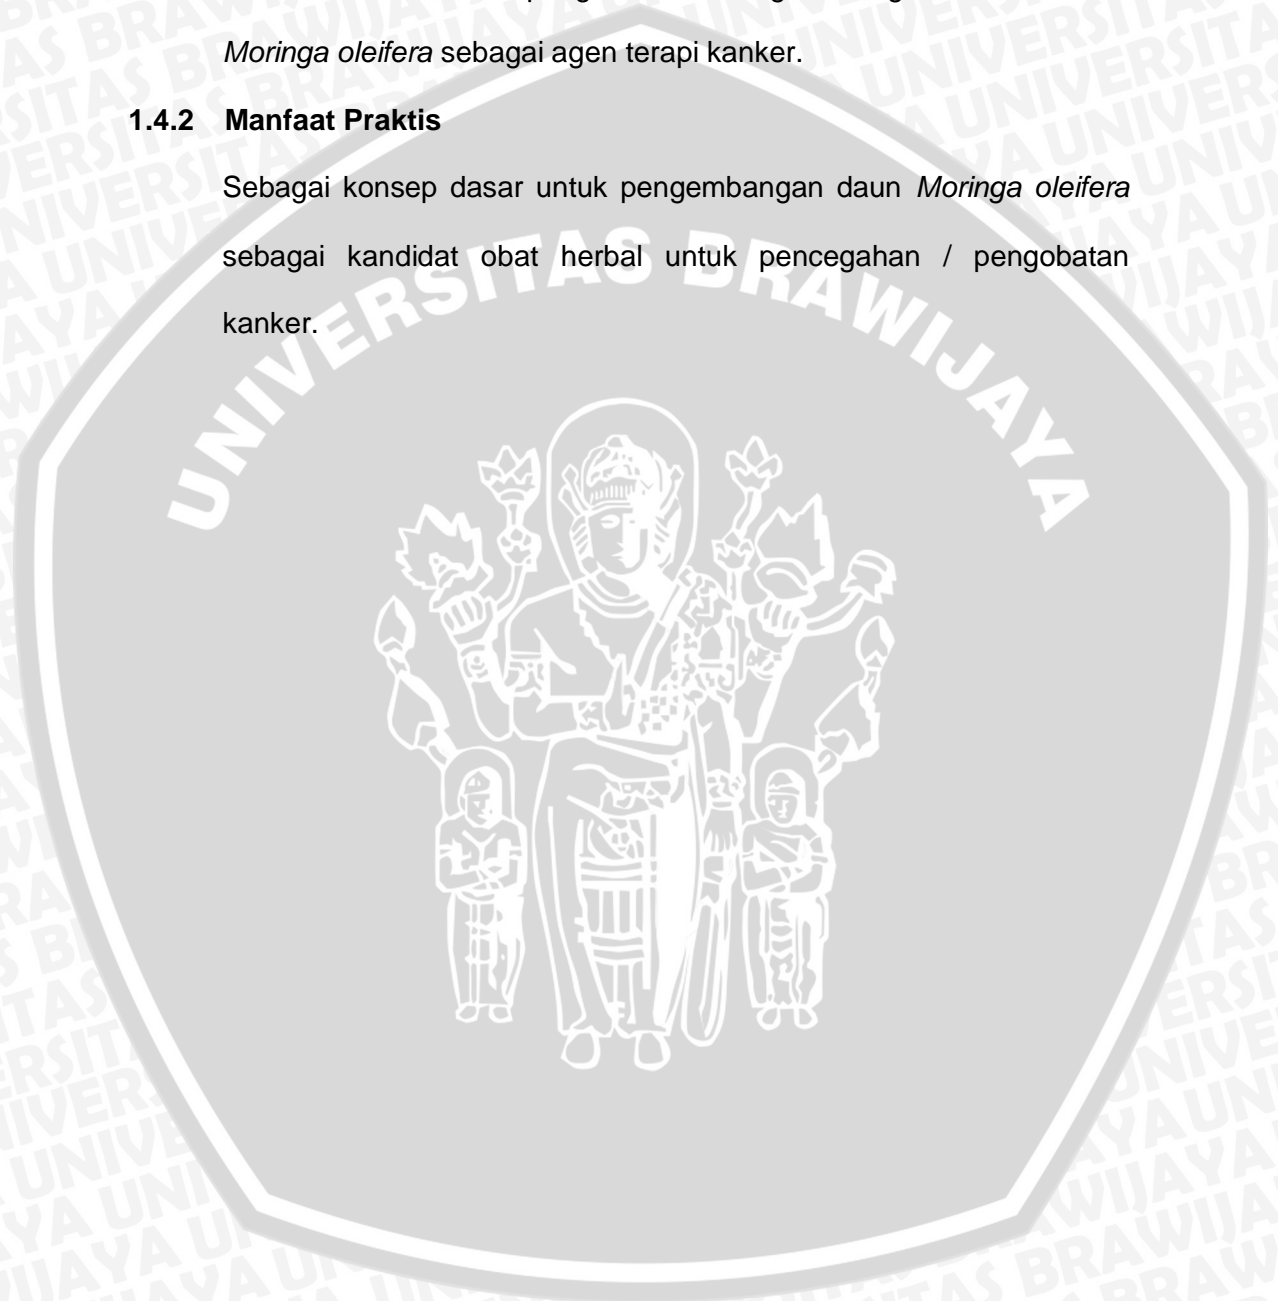 Moringa oleifera sebagai agen terapi kanker.
1.4.2 Manfaat Praktis
Sebagai konsep dasar untuk pengembangan daun Moringa oleifera
sebagai kandidat obat herbal untuk pencegahan / pengobatan
kanker.
UNIVERSITAS BRAWIJAYA